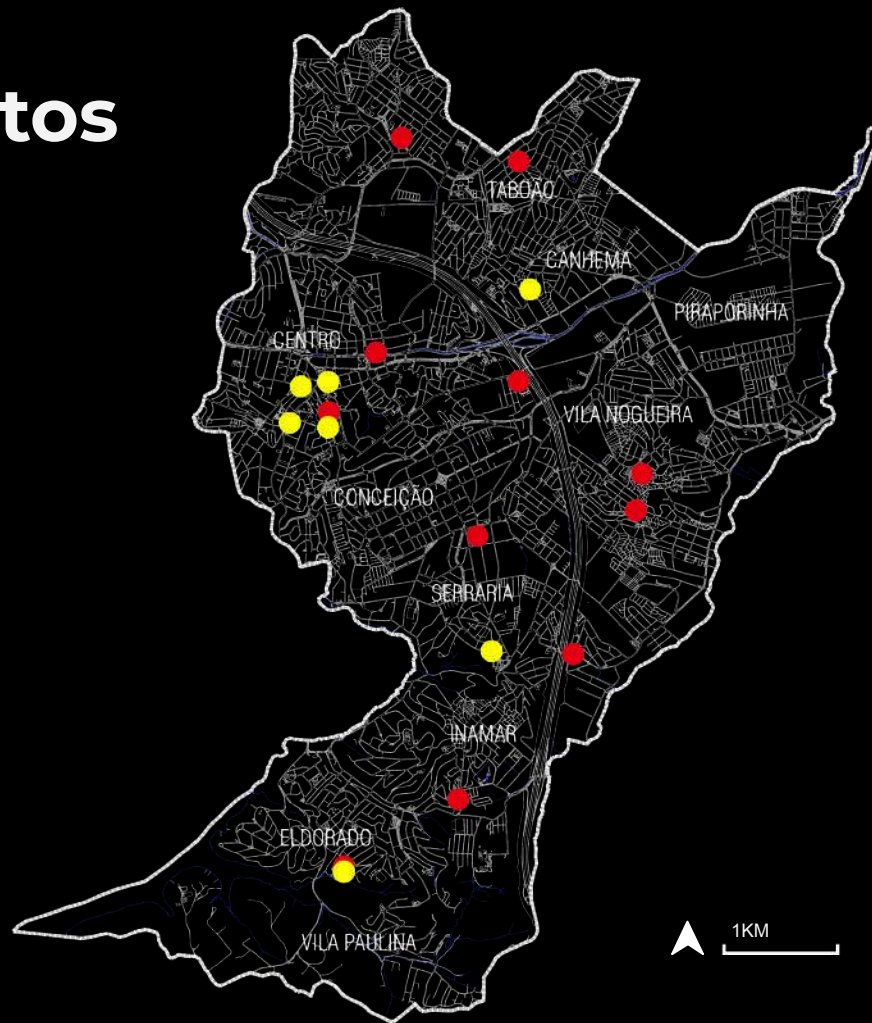 tos
TABOÃO
CANHEMA
PIRAPORINHA
CENTRO
VILA NOGUEIRA
CONCEIÇÃO
SERRARIA
INAMAR
ELDORADO
VILA PAULINA
1KM